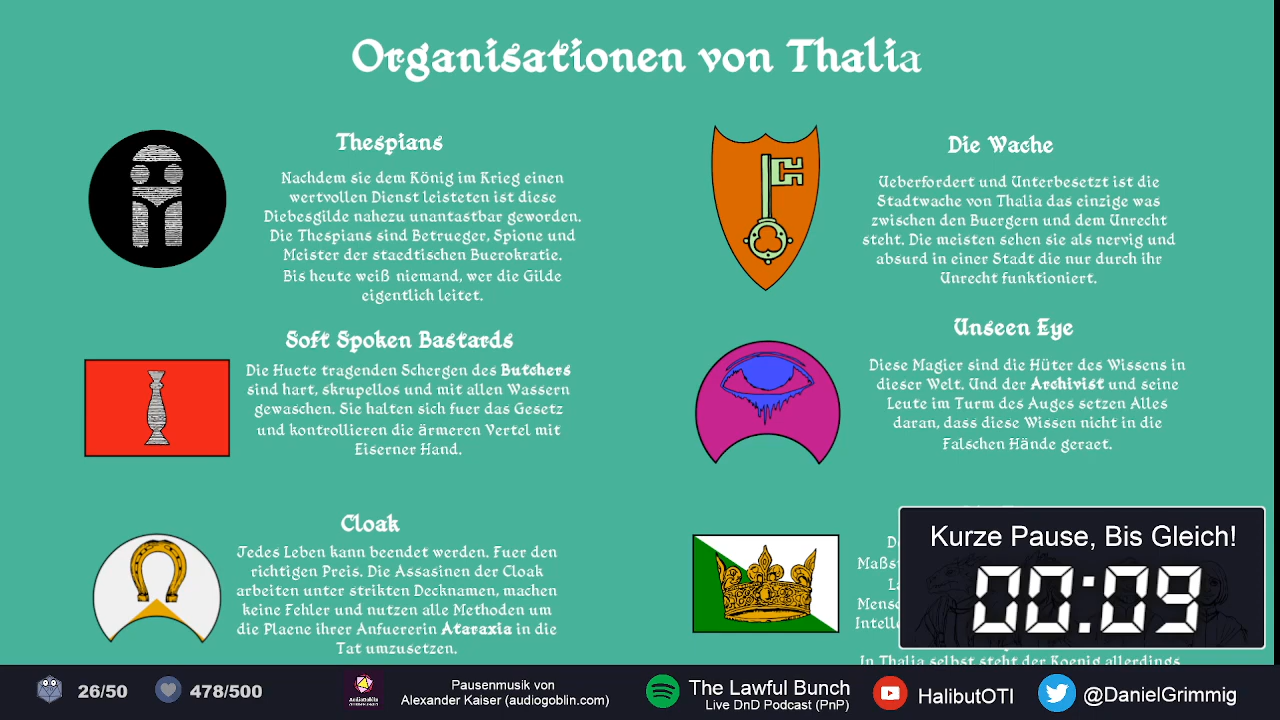 Organisationen von Thalia
Thespians
Nachdem sie dem König im Krieg einen
wertvollen Dienst leisteten ist diese
Diebesgilde nahezu unantastbar geworden.
Die Thespians sind Betrueger, Spione und
Meister der staedtischen Buerokratie.
Bis heute weiß niemand, wer die Gilde
eigentlich leitet.
Die Wache
Ueberfordert und Unterbesetzt ist die
Stadtwache von Thalia das einzige was
zwischen den Buergern und dem Unrecht
steht. Die meisten sehen sie als nervig und
absurd in einer Stadt die nur durch ihr
Unrecht funktioniert.
Soft Spoken Bastards
Die Huete tragenden Schergen des Butchers
sind hart, skrupellos und mit allen Wassern
gewaschen. Sie halten sich fuer das Gesetz
und kontrollieren die ärmeren Vertel mit
Eiserner Hand.
Unseen Eye
Diese Magier sind die Hüter des Wissens in
dieser Welt. Und der Archivist und seine
Leute im Turm des Auges setzen Alles
daran, dass diese Wissen nicht in die
Falschen Hände geraet.
Cloak
Jedes Leben kann beendet werden. Fuer den
richtigen Preis. Die Assasinen der Cloak
arbeiten unter strikten Decknamen, machen
keine Fehler und nutzen alle Methoden um
die Plaene ihrer Anfuererin Ataraxia in die
Tat umzusetzen.
In Thalia selbst steht der Koenig allerdings
Kurze Pause, Bis Gleich!
00:09
26/50
478/500
Pausenmusik von
Alexander Kaiser (audiogoblin.com)
The Lawful Bunch
Live DnD Podcast (PnP)
HalibutOTI
@DanielGrimmig